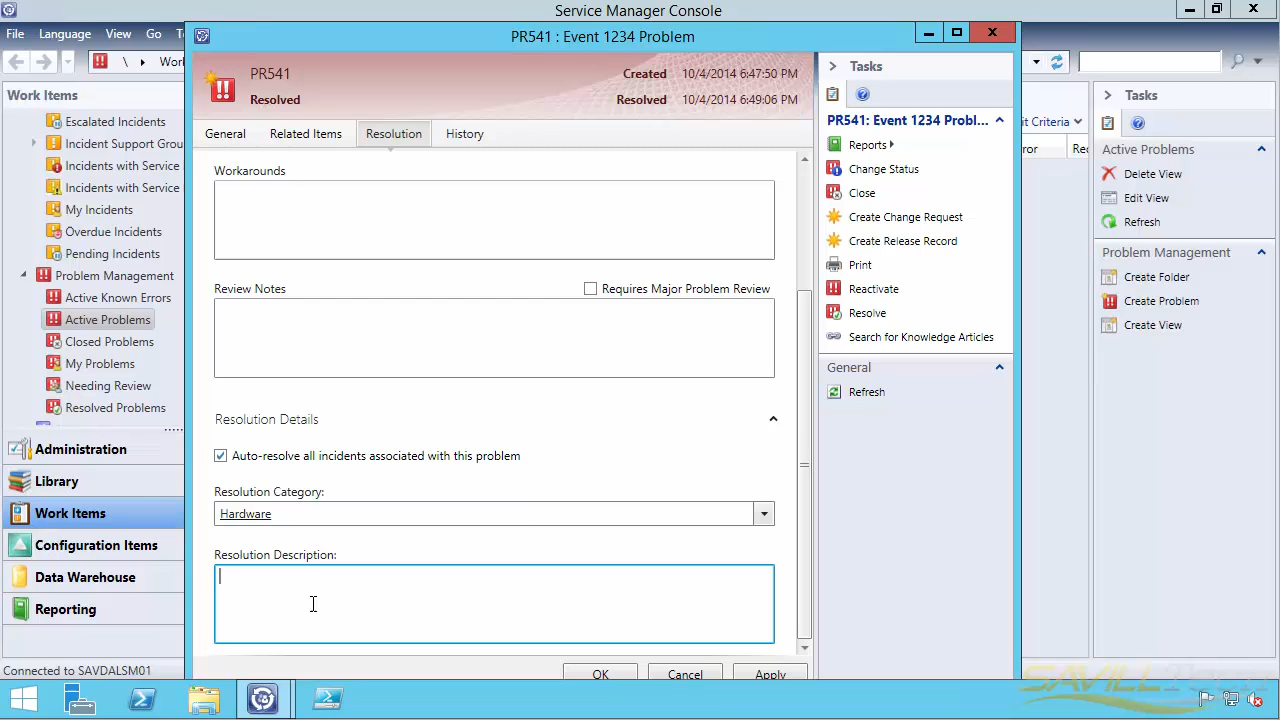 Service Manager Console
File Language View Go
\ Worl
Work Items
Escalated Incidents
Incident Support Grou
Incidents with Service
Incidents with Service
My Incidents
Overdue Incidents
Pending Incidents
Problem Management
Active Known Errors
Active Problems
Closed Problems
My Problems
Needing Review
Resolved Problems
Administration
Library
Work Items
Configuration Items
Data Warehouse
Reporting
Connected to SAVDALSM01
PR541 : Event 1234 Problem
PR541
Resolved
Created 10/4/2014 6:47:50 PM
Resolved 10/4/2014 6:49:06 PM
General Related Items Resolution History
Workarounds
Review Notes
Requires Major Problem Review
Resolution Details
Auto-resolve all incidents associated with this problem
Resolution Category:
Hardware
Resolution Description:
OK Cancel Apply
Tasks
PR541: Event 1234 Probl...
Reports
Change Status
Close
Create Change Request
Create Release Record
Print
Reactivate
Resolve
Search for Knowledge Articles
General
Refresh
it Criteria
ror Rec
Tasks
Active Problems
Delete View
Edit View
Refresh
Problem Management
Create Folder
Create Problem
Create View
SAVILLTech